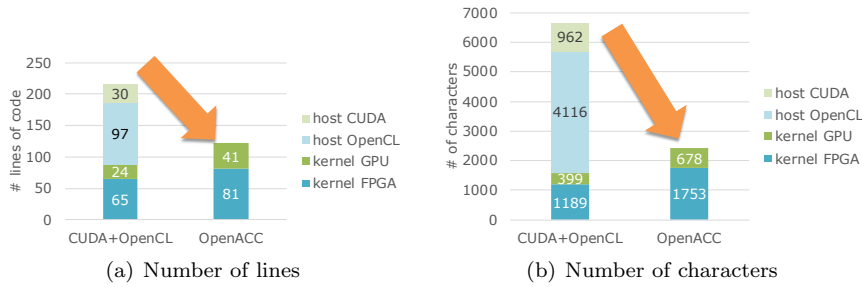 250
200
150
100
50
0
# lines of code
30
97
24
65
41
81
CUDA+OpenCL
OpenACC
host CUDA
host OpenCL
kernel GPU
kernel FPGA
(a) Number of lines
7000
6000
5000
4000
3000
2000
1000
0
# of characters
962
4116
399
1189
678
1753
CUDA+OpenCL
OpenACC
host CUDA
host OpenCL
kernel GPU
kernel FPGA
(b) Number of characters